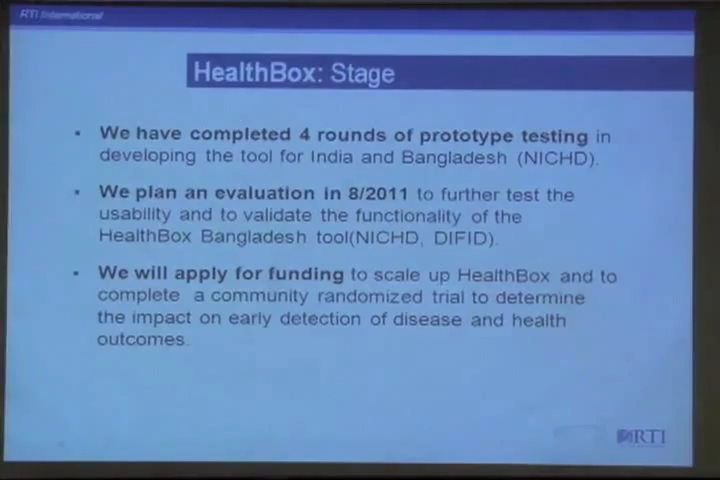 RTI International
HealthBox: Stage
• We have completed 4 rounds of prototype testing in
developing the tool for India and Bangladesh (NICHD).
• We plan an evaluation in 8/2011 to further test the
usability and to validate the functionality of the
HealthBox Bangladesh tool(NICHD, DIFID).
• We will apply for funding to scale up HealthBox and to
complete a community randomized trial to determine
the impact on early detection of disease and health
outcomes.
RTI